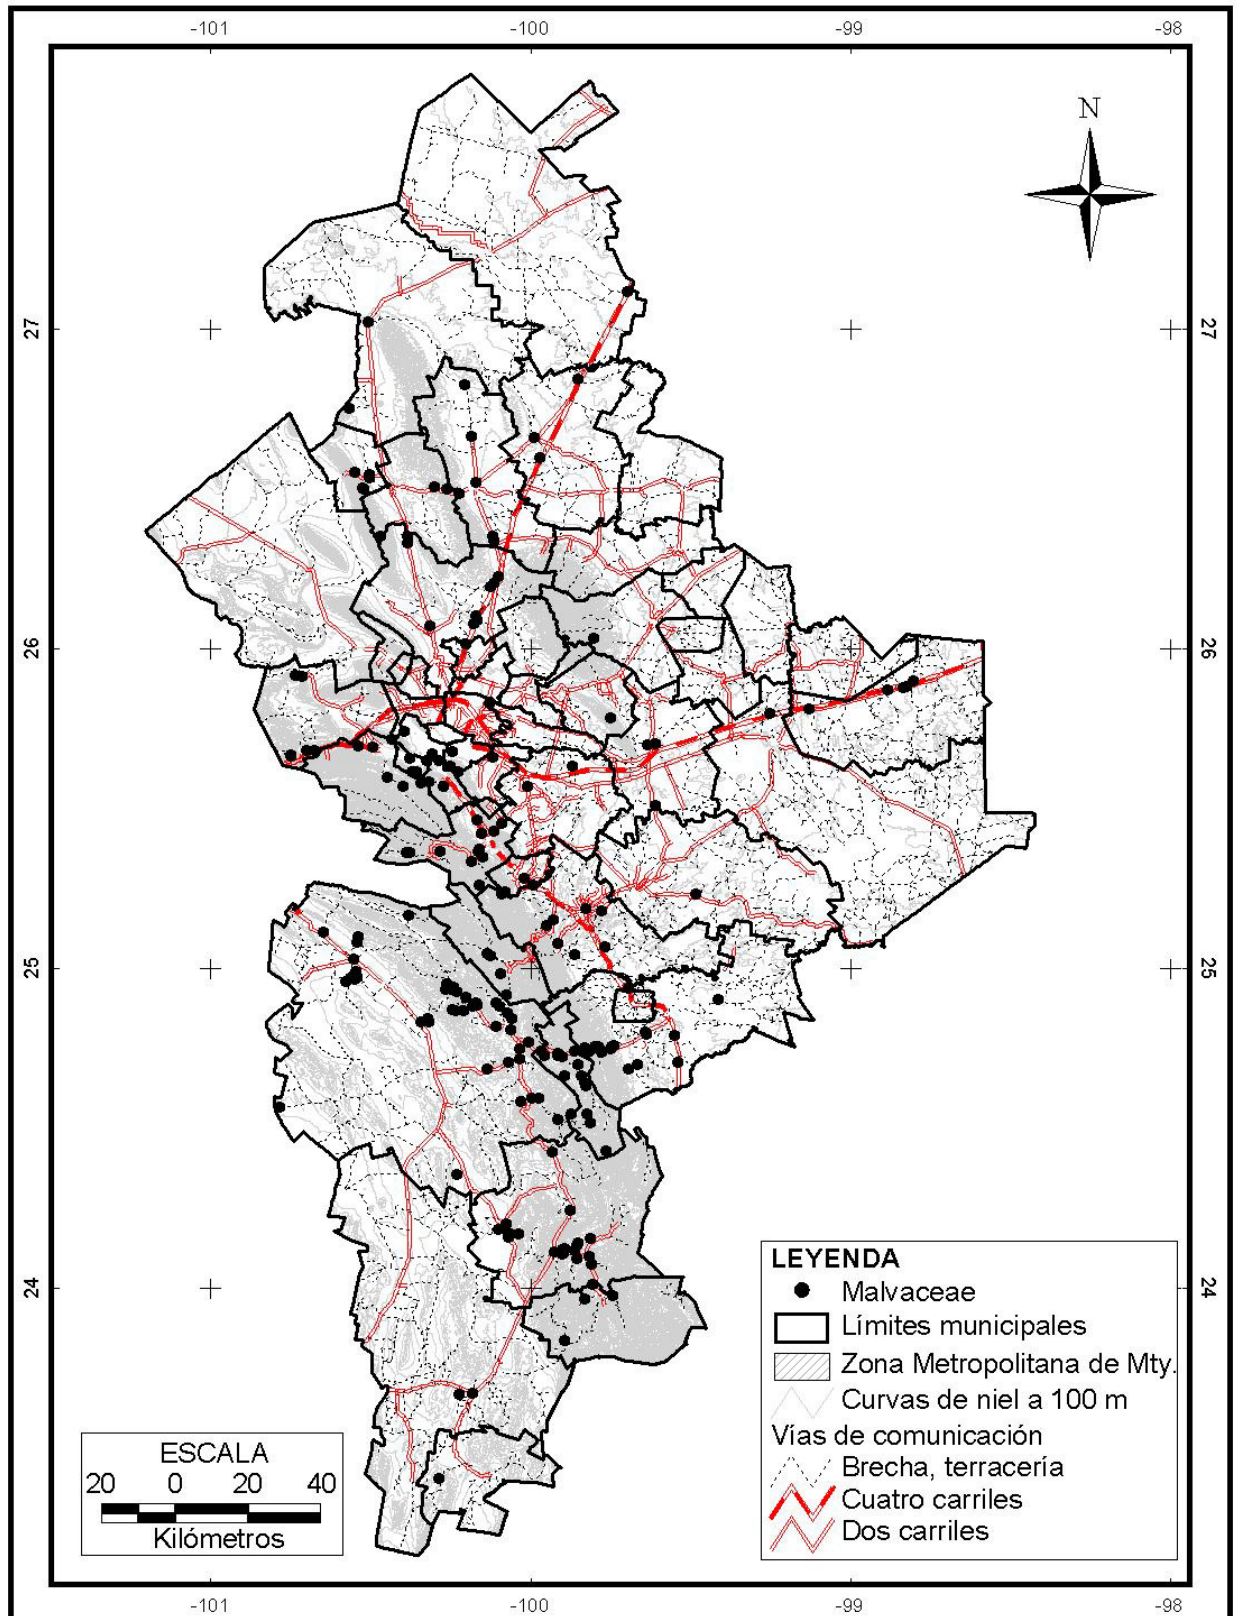 -101 -100 -99 -98
N
27 27
26 26
25 25
24 24
LEYENDA
Malvaceae
Límites municipales
Zona Metropolitana de Mty.
Curvas de niel a 100 m
Vías de comunicación
Brecha, terracería
Cuatro carriles
Dos carriles
ESCALA
20 0 20 40
Kilómetros
-101 -100 -99 -98